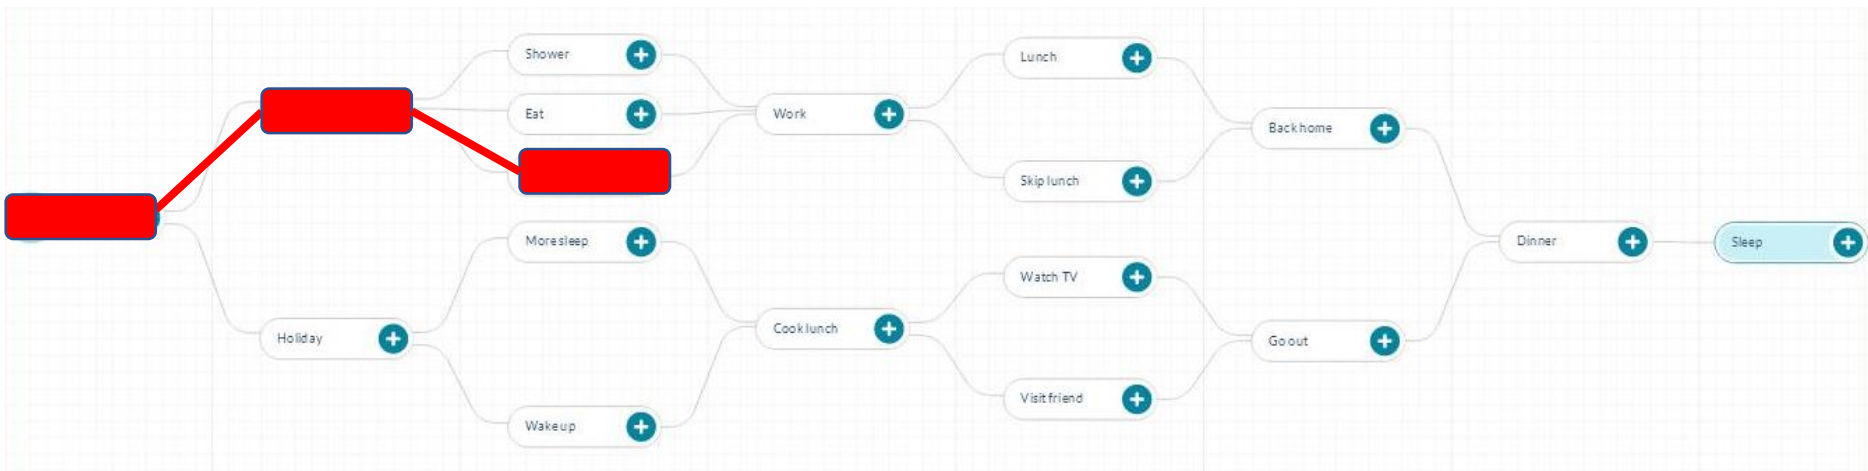 Shower
Eat
Work
Lunch
Skip lunch
Back home
More sleep
Holiday
Wake up
Cook lunch
Watch TV
Visit friend
Go out
Dinner
Sleep